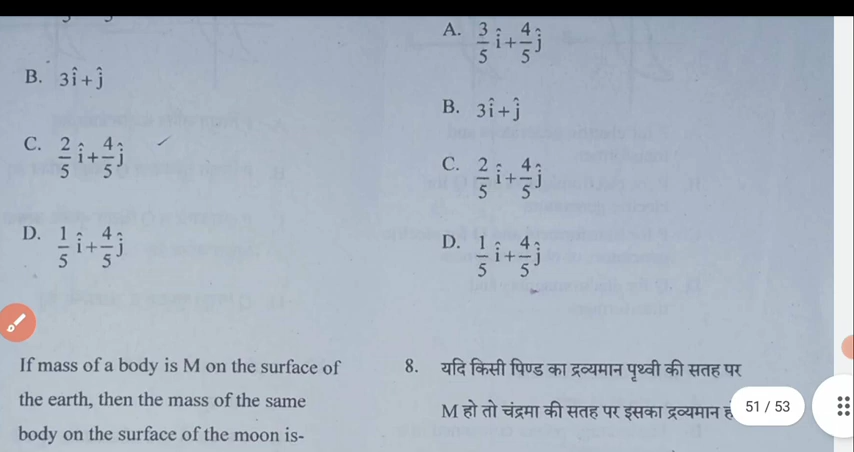 B. 3î + ĵ
C. 2/5 î + 4/5 ĵ
D. 1/5 î + 4/5 ĵ
If mass of a body is M on the surface of
the earth, then the mass of the same
body on the surface of the moon is-
A. 3/5 î + 4/5 ĵ
B. 3î + ĵ
C. 2/5 î + 4/5 ĵ
D. 1/5 î + 4/5 ĵ
8. यदि किसी पिण्ड का द्रव्यमान पृथ्वी की सतह पर
M हो तो चंद्रमा की सतह पर इसका द्रव्यमान
51 / 53